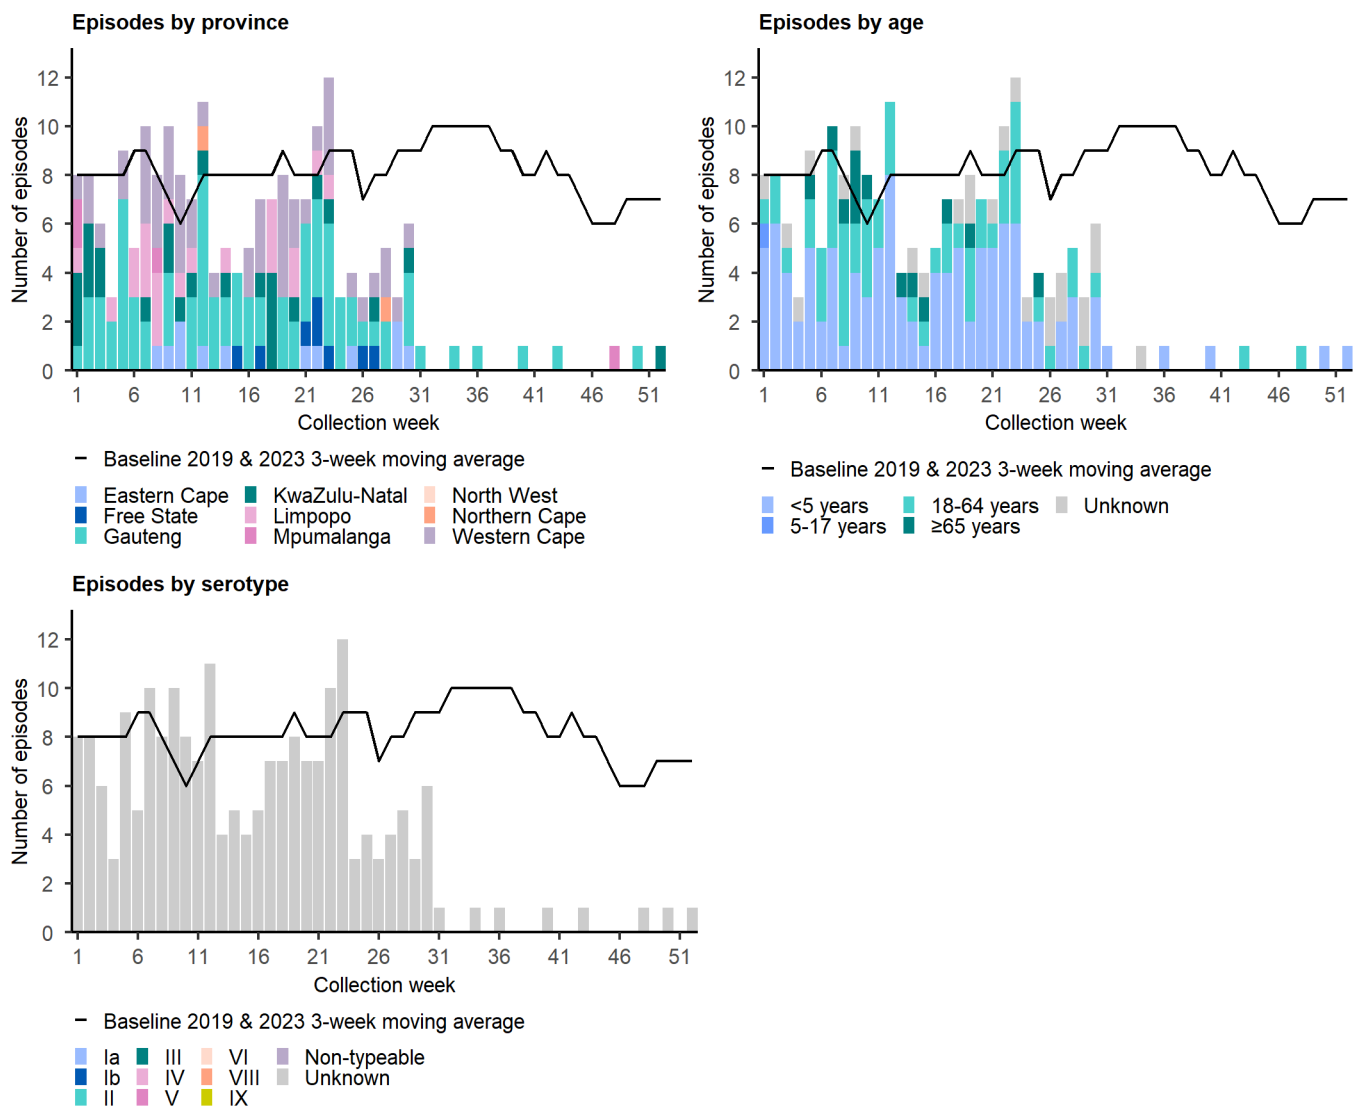 Episodes by province
Number of episodes
12
10
8
6
4
2
0
1 6 11 16 21 26 31 36 41 46 51
Collection week
Baseline 2019 & 2023 3-week moving average
Eastern Cape KwaZulu-Natal North West
Free State Limpopo Northern Cape
Gauteng Mpumalanga Western Cape
Episodes by age
Number of episodes
12
10
8
6
4
2
0
1 6 11 16 21 26 31 36 41 46 51
Collection week
Baseline 2019 & 2023 3-week moving average
<5 years 18-64 years Unknown
5-17 years ≥65 years
Episodes by serotype
Number of episodes
12
10
8
6
4
2
0
1 6 11 16 21 26 31 36 41 46 51
Collection week
Baseline 2019 & 2023 3-week moving average
Ia III VI Non-typeable
Ib IV VIII Unknown
II V IX